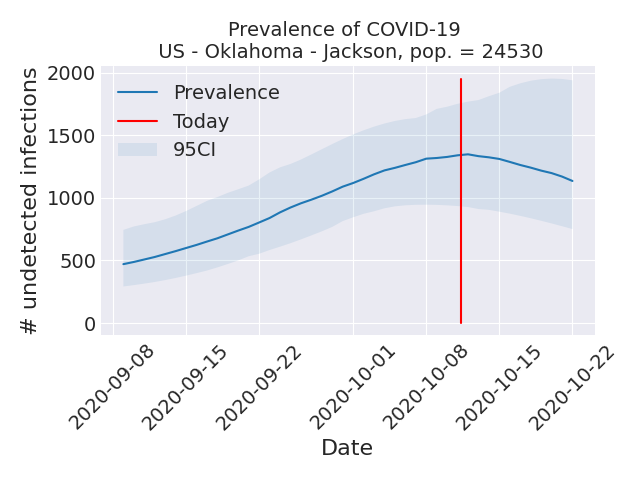 Prevalence of COVID-19
US - Oklahoma - Jackson, pop. = 24530
# undetected infections
2000
1500
1000
500
0
Prevalence
Today
95CI
2020-09-08
2020-09-15
2020-09-22
2020-10-01
2020-10-08
2020-10-15
2020-10-22
Date